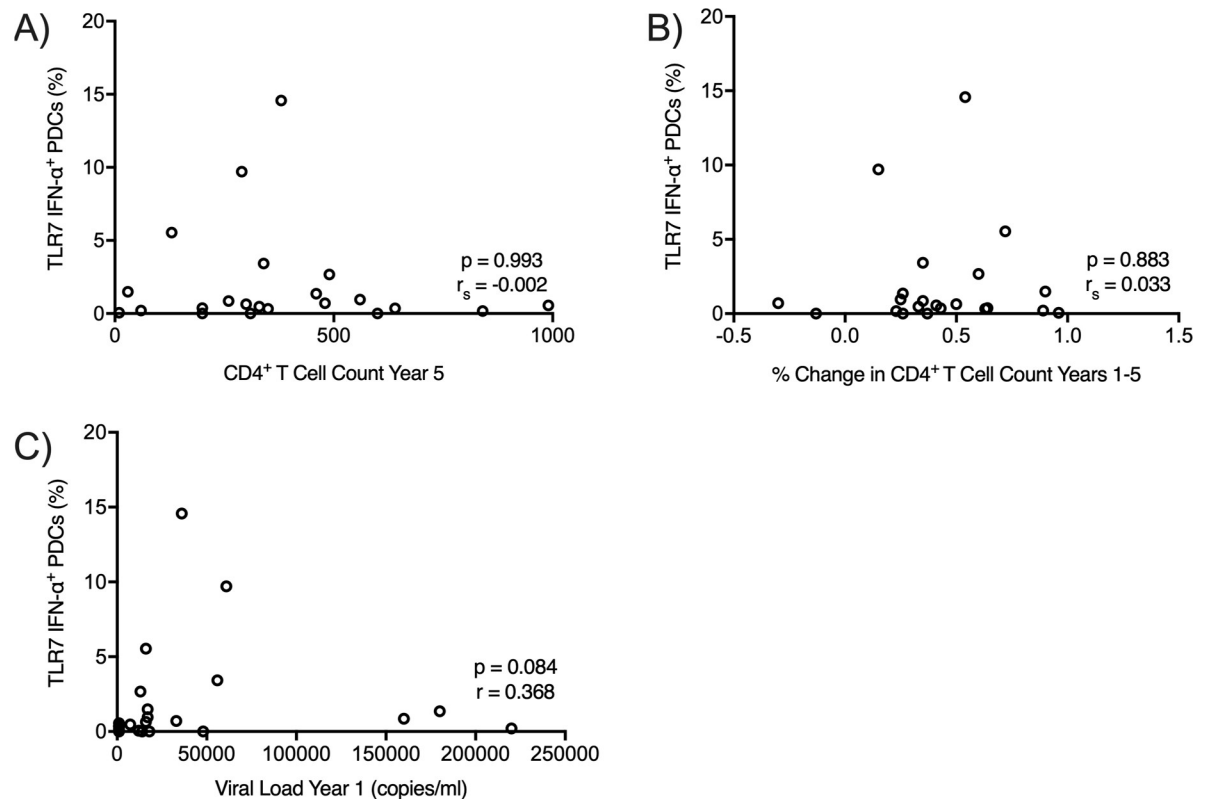 A)
TLR7 IFN-α⁺ PDCs (%)
20
15
10
5
0
p = 0.993
rₛ = -0.002
0 500 1000
CD4⁺ T Cell Count Year 5
B)
TLR7 IFN-α⁺ PDCs (%)
20
15
10
5
0
p = 0.883
rₛ = 0.033
-0.5 0.0 0.5 1.0 1.5
% Change in CD4⁺ T Cell Count Years 1-5
C)
TLR7 IFN-α⁺ PDCs (%)
20
15
10
5
0
p = 0.084
r = 0.368
0 50000 100000 150000 200000 250000
Viral Load Year 1 (copies/ml)